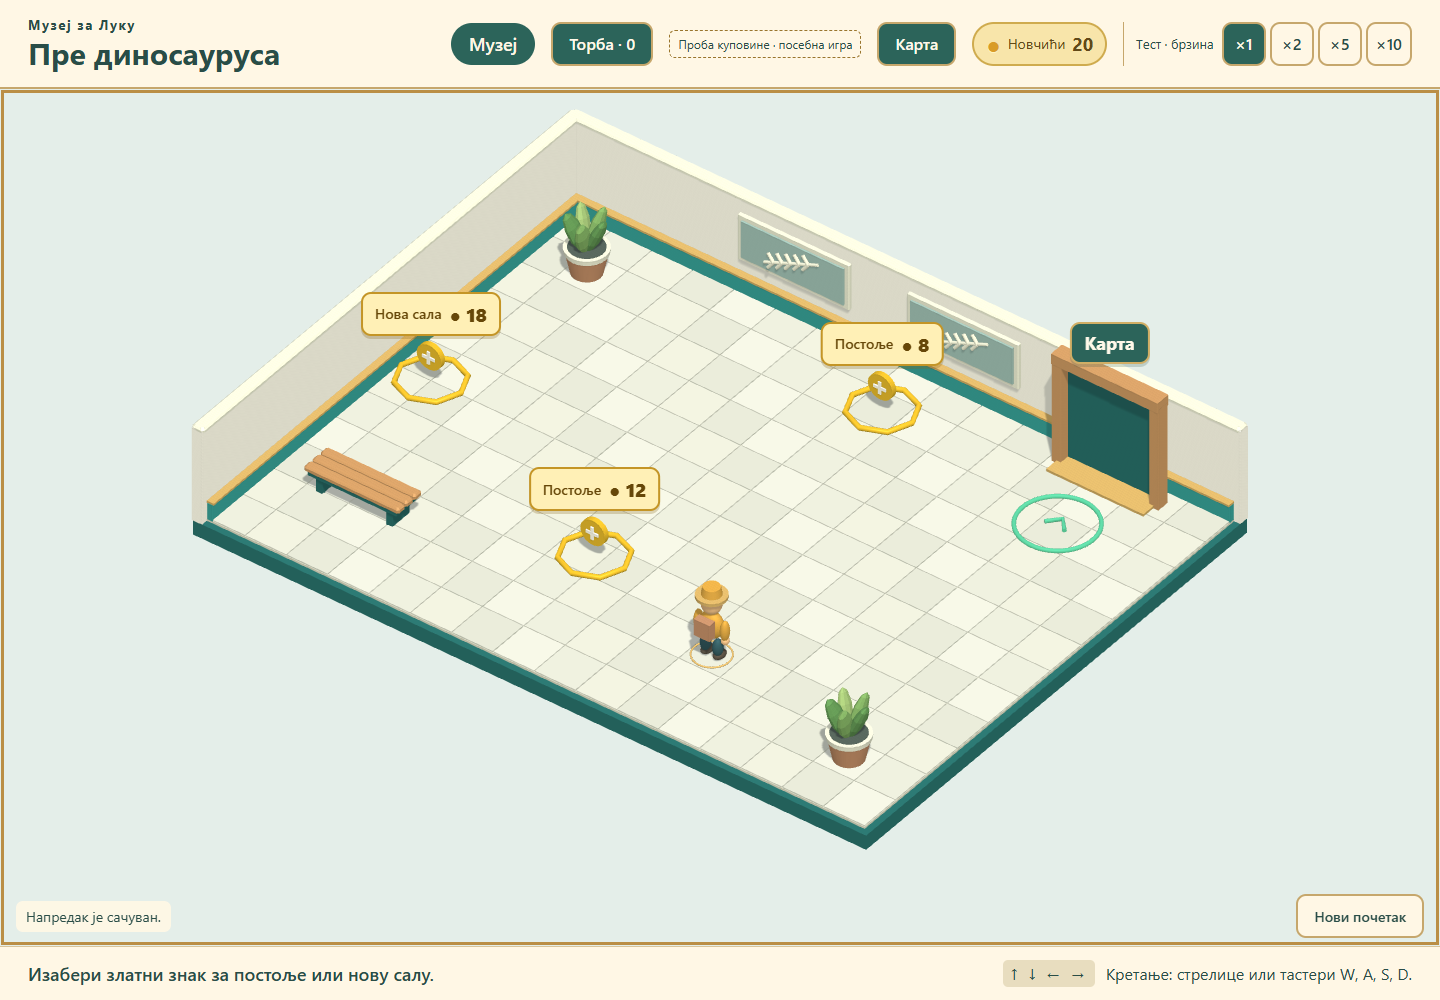 Музеј за Луку
Пре диносауруса
Музеј
Торба · 0
Проба куповине · посебна игра
Карта
Новчићи 20
Тест · брзина
×1
×2
×5
×10
Нова сала ● 18
Постоље ● 8
Карта
Постоље ● 12
Напредак је сачуван.
Нови почетак
Изабери златни знак за постоље или нову салу.
↑ ↓ ← → Кретање: стрелице или тастери W, A, S, D.